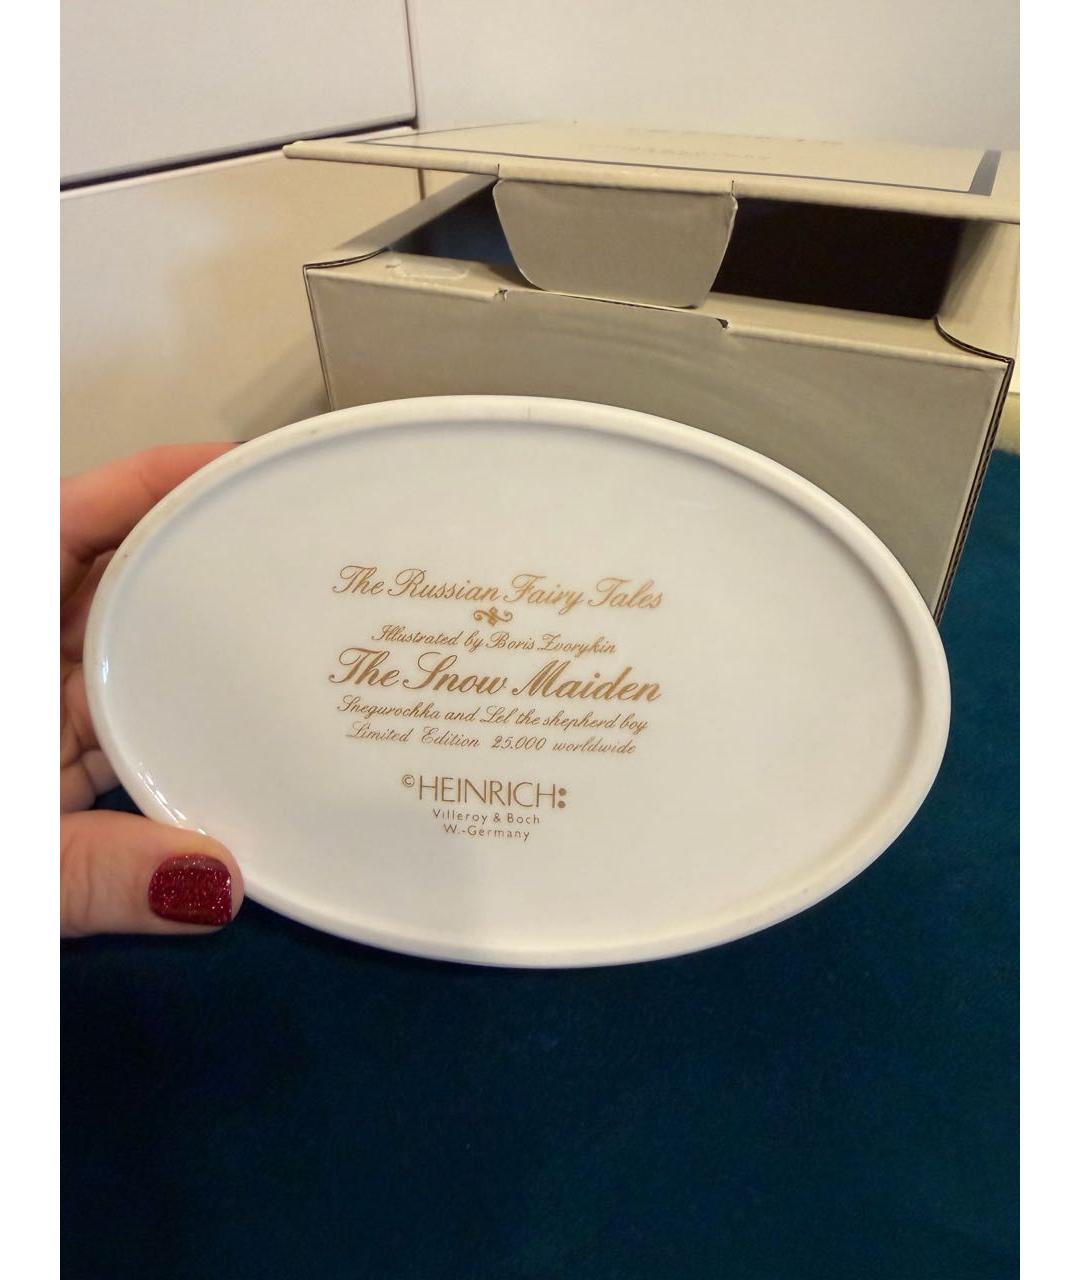 The Russian Fairy Tales
Illustrated by Boris Zvorykin
The Snow Maiden
Snegurochka and Lel the shepherd boy
Limited Edition 25.000 worldwide
©HEINRICH:
Villeroy & Boch
W.-Germany